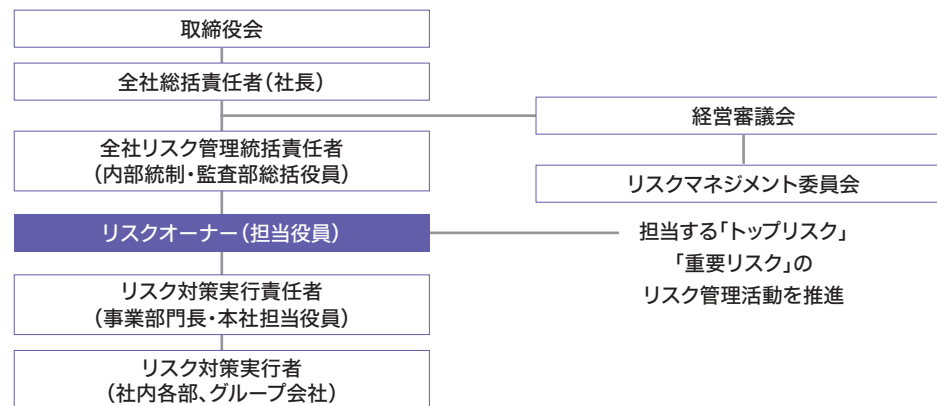 取締役会
全社総括責任者（社長）
経営審議会
全社リスク管理統括責任者
（内部統制・監査部総括役員）
リスクマネジメント委員会
リスクオーナー（担当役員）
担当する「トップリスク」
「重要リスク」の
リスク管理活動を推進
リスク対策実行責任者
（事業部門長・本社担当役員）
リスク対策実行者
（社内各部、グループ会社）